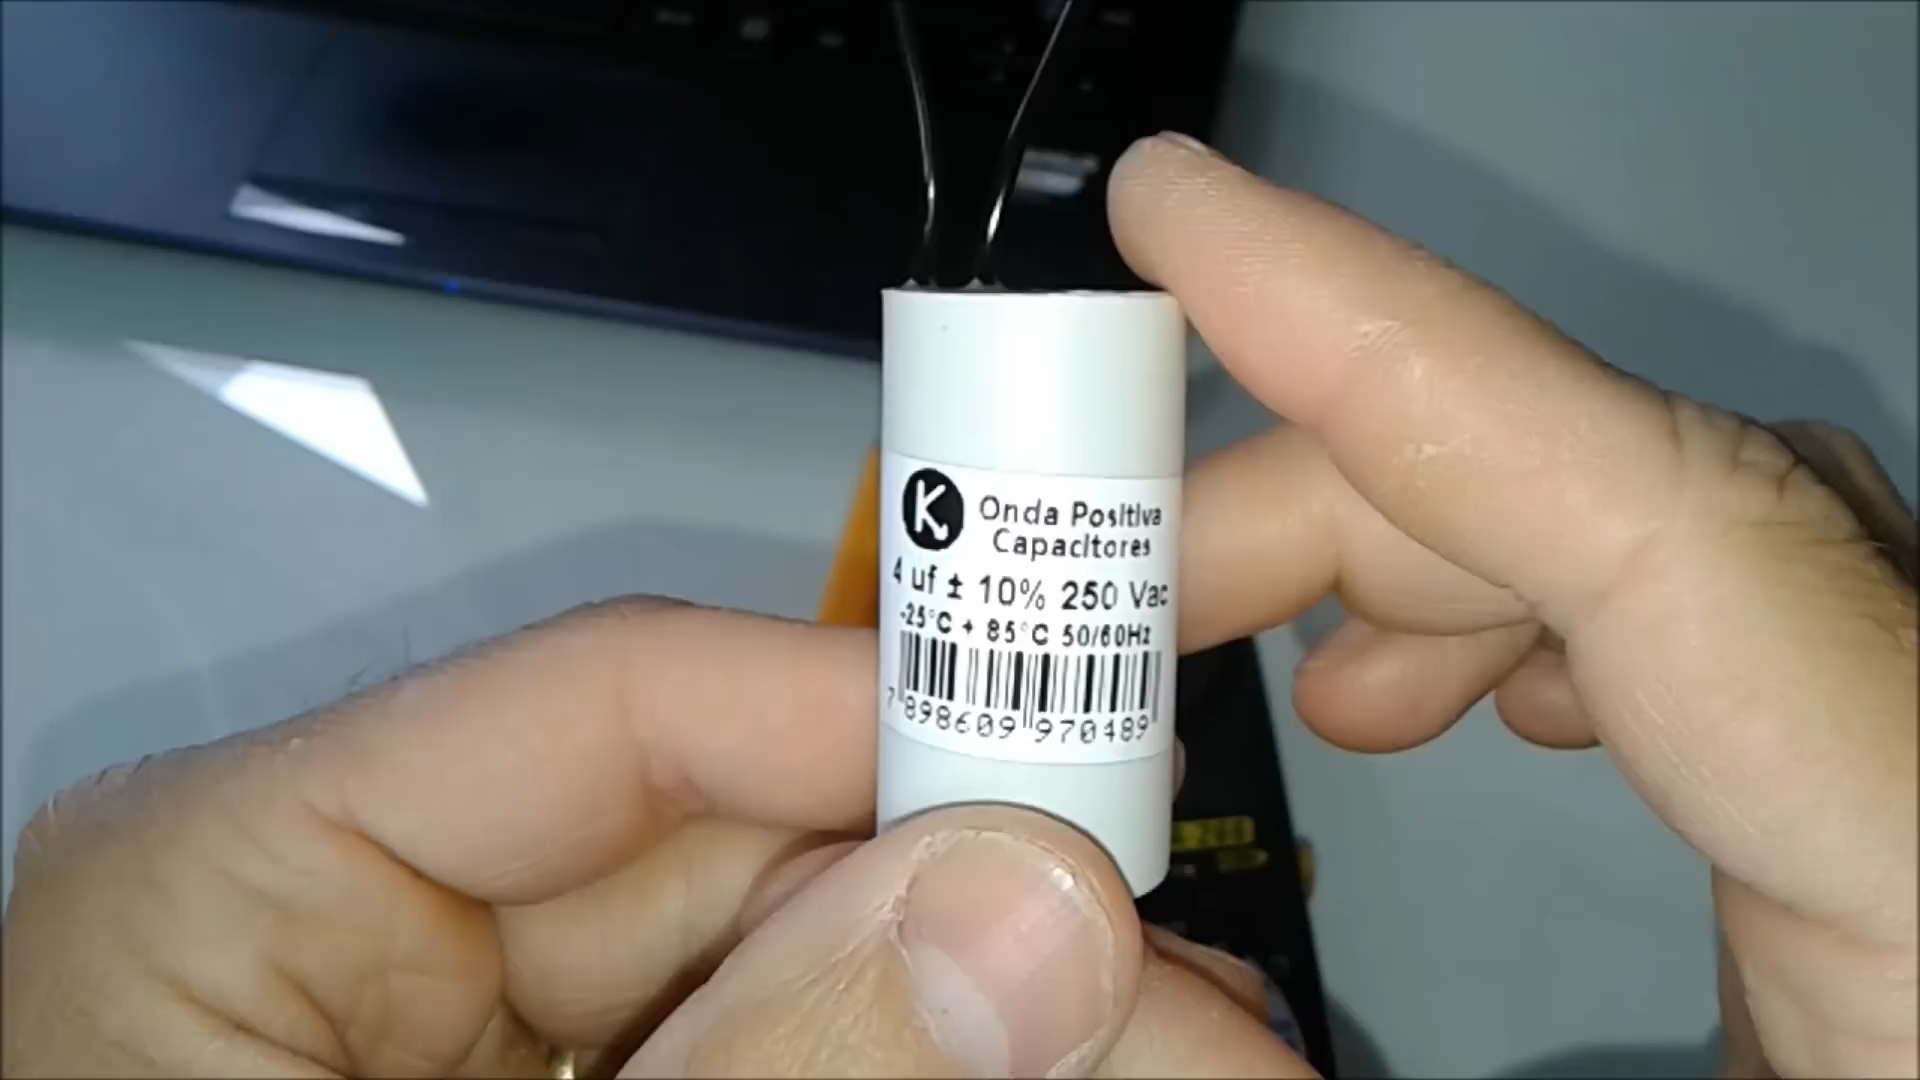 K
Onda Positiva
Capacitores
4 uf ± 10% 250 Vac
-25°C + 85°C 50/60Hz
7 898609 970489